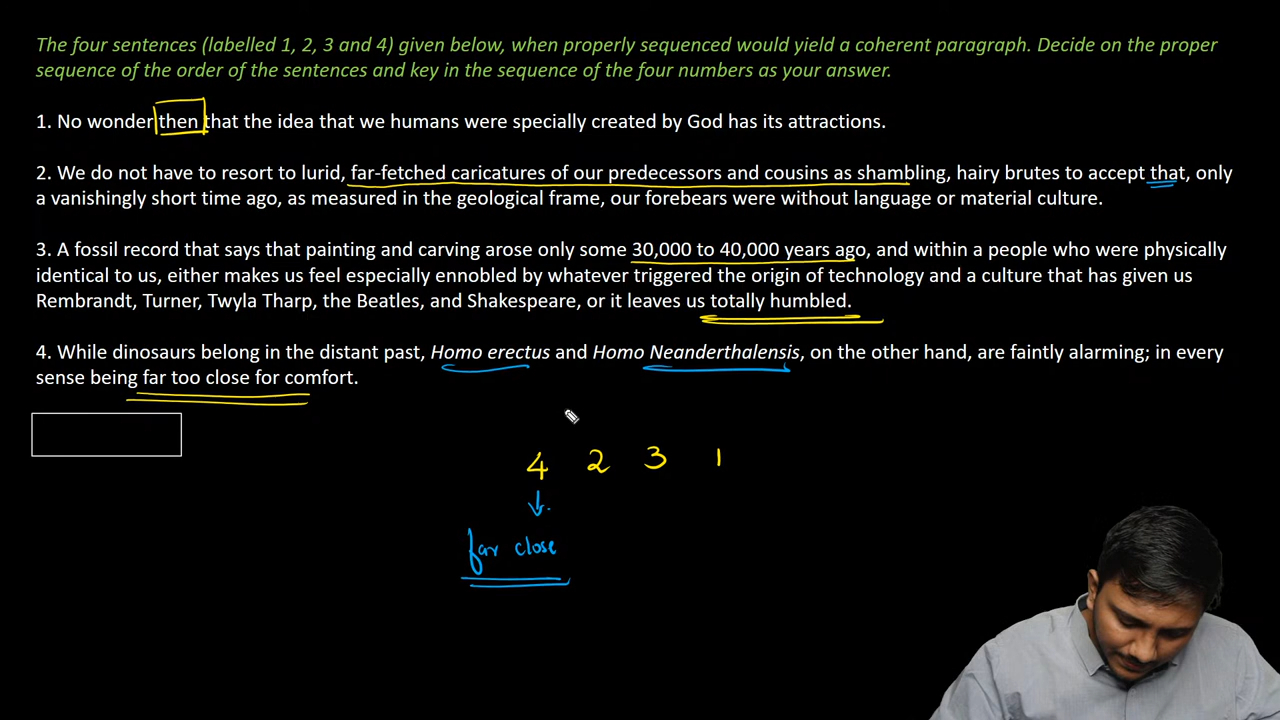 The four sentences (labelled 1, 2, 3 and 4) given below, when properly sequenced would yield a coherent paragraph. Decide on the proper
sequence of the order of the sentences and key in the sequence of the four numbers as your answer.
1. No wonder then that the idea that we humans were specially created by God has its attractions.
2. We do not have to resort to lurid, far-fetched caricatures of our predecessors and cousins as shambling, hairy brutes to accept that, only
a vanishingly short time ago, as measured in the geological frame, our forebears were without language or material culture.
3. A fossil record that says that painting and carving arose only some 30,000 to 40,000 years ago, and within a people who were physically
identical to us, either makes us feel especially ennobled by whatever triggered the origin of technology and a culture that has given us
Rembrandt, Turner, Twyla Tharp, the Beatles, and Shakespeare, or it leaves us totally humbled.
4. While dinosaurs belong in the distant past, Homo erectus and Homo Neanderthalensis, on the other hand, are faintly alarming; in every
sense being far too close for comfort.
4 2 3 1
far close